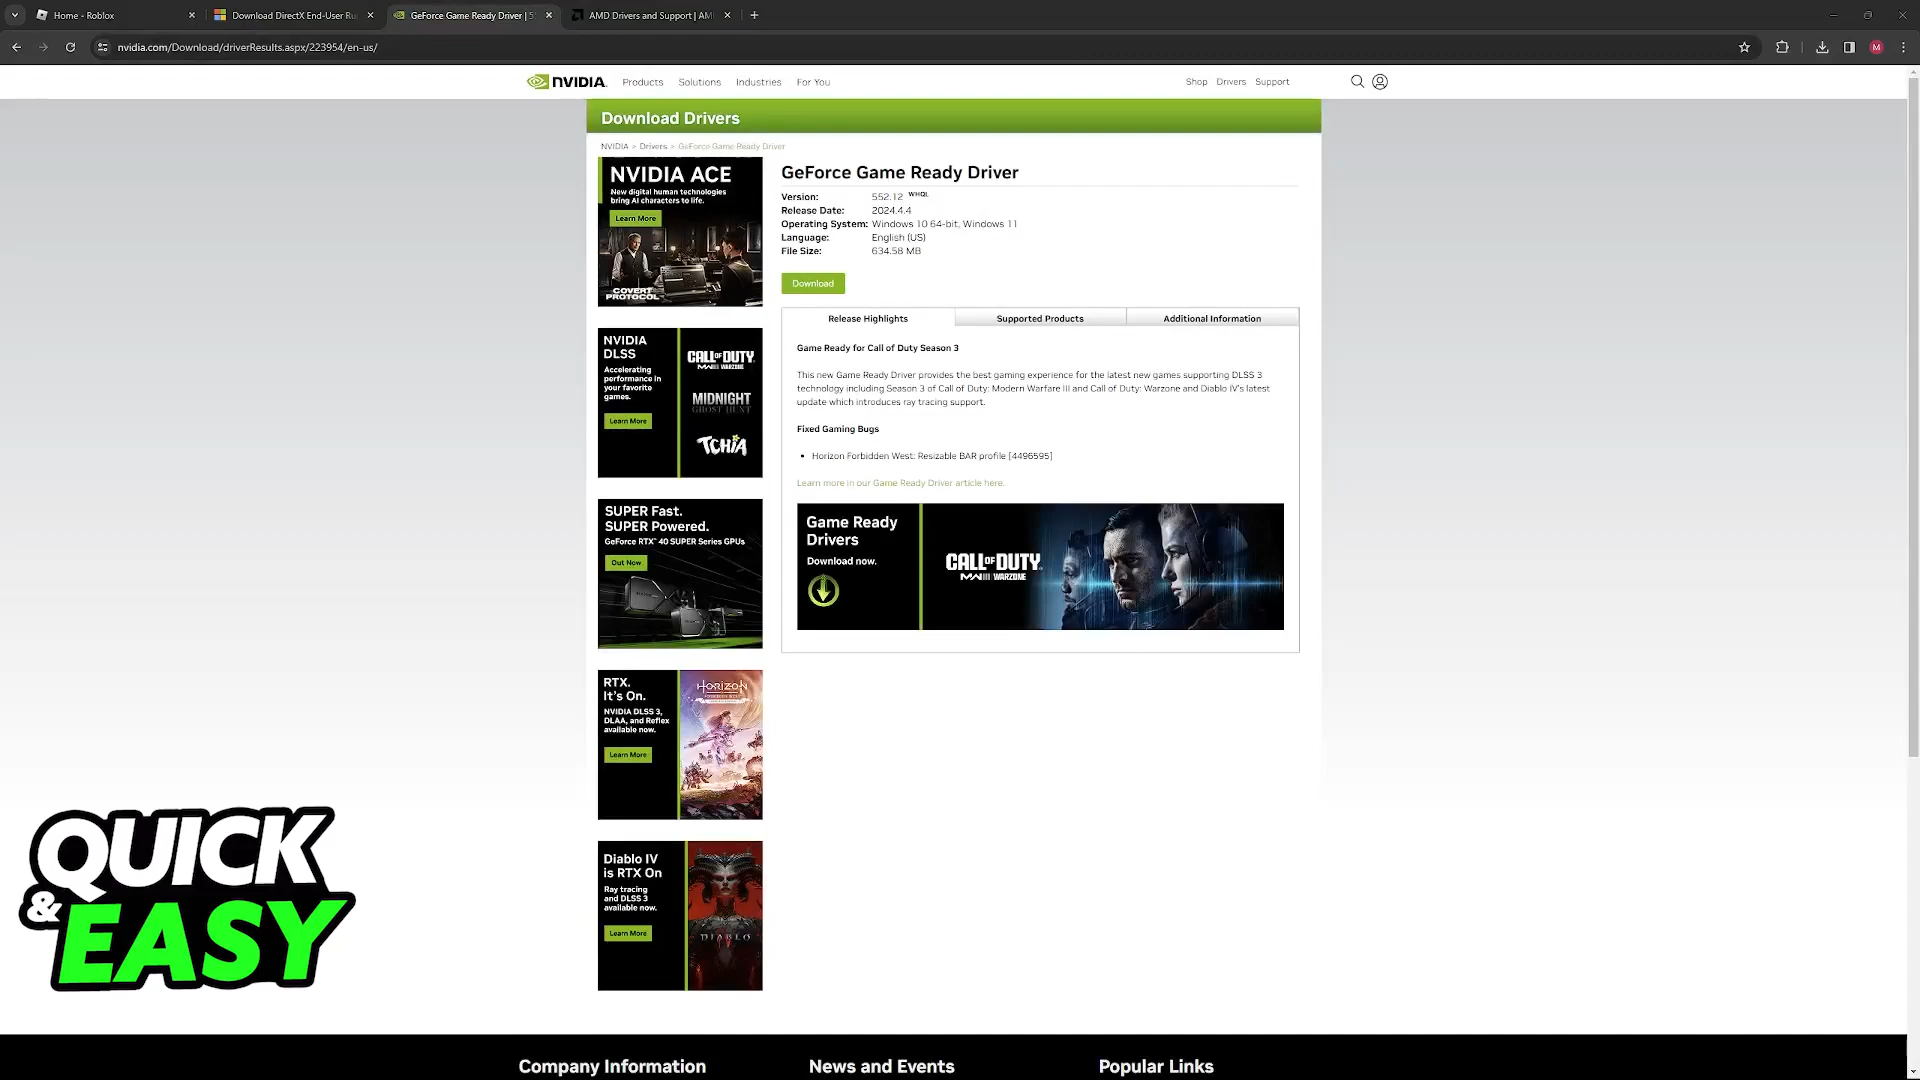 Home - Roblox
Download DirectX End-User Ru
GeForce Game Ready Driver | 5
AMD Drivers and Support | AM
nvidia.com/Download/driverResults.aspx/223954/en-us/
M
NVIDIA.
Products
Solutions
Industries
For You
Shop
Drivers
Support
Download Drivers
NVIDIA > Drivers > GeForce Game Ready Driver
NVIDIA ACE
New digital human technologies
bring AI characters to life.
Learn More
COVERT
PROTOCOL
NVIDIA
DLSS
Accelerating
performance in
your favorite
games.
Learn More
CALL OF DUTY
MWIII WARZONE
MIDNIGHT
GHOST HUNT
TCHIA
SUPER Fast.
SUPER Powered.
GeForce RTX™ 40 SUPER Series GPUs
Out Now
RTX.
It's On.
NVIDIA DLSS 3,
DLAA, and Reflex
available now.
Learn More
HORIZON
Diablo IV
is RTX On
Ray tracing
and DLSS 3
available now.
Learn More
DIABLO
GeForce Game Ready Driver
Version: 552.12 WHQL
Release Date: 2024.4.4
Operating System: Windows 10 64-bit, Windows 11
Language: English (US)
File Size: 634.58 MB
Download
Release Highlights
Supported Products
Additional Information
Game Ready for Call of Duty Season 3
This new Game Ready Driver provides the best gaming experience for the latest new games supporting DLSS 3
technology including Season 3 of Call of Duty: Modern Warfare III and Call of Duty: Warzone and Diablo IV's latest
update which introduces ray tracing support.
Fixed Gaming Bugs
• Horizon Forbidden West: Resizable BAR profile [4496595]
Learn more in our Game Ready Driver article here.
Game Ready
Drivers
Download now.
CALL OF DUTY
MWIII WARZONE
QUICK
& EASY
Company Information
News and Events
Popular Links